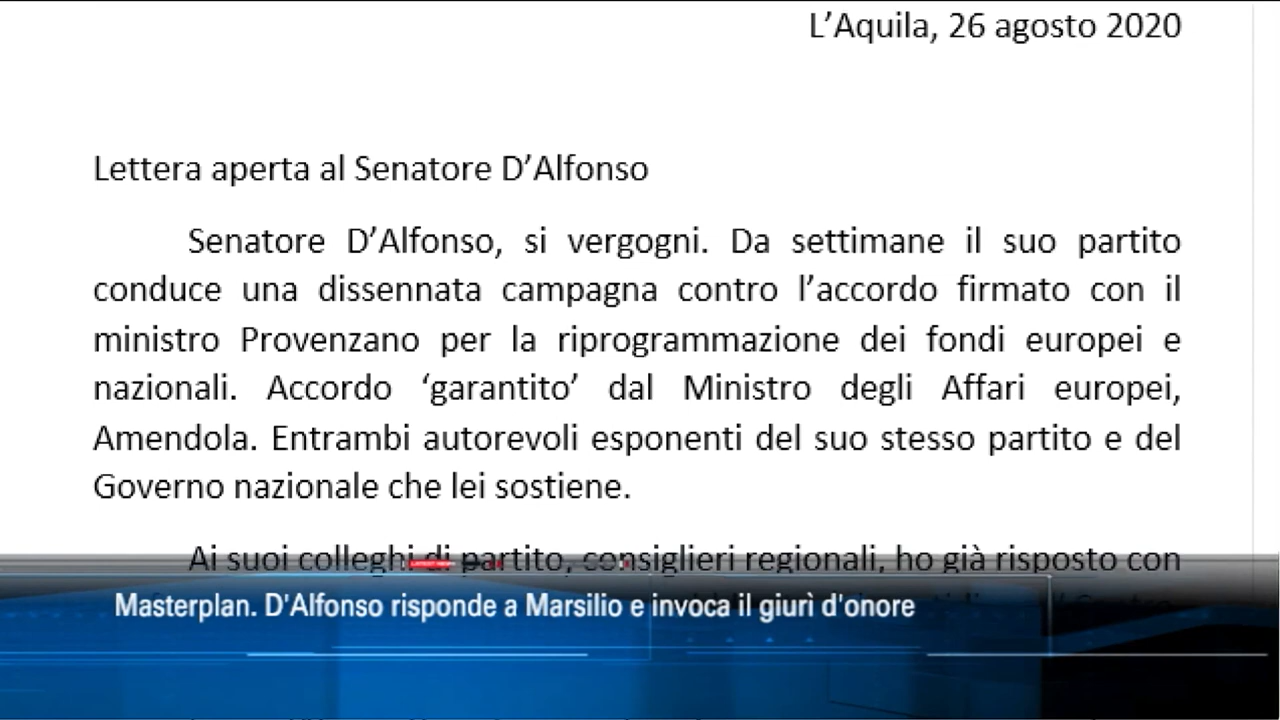 L’Aquila, 26 agosto 2020
Lettera aperta al Senatore D’Alfonso
Senatore D’Alfonso, si vergogni. Da settimane il suo partito
conduce una dissennata campagna contro l’accordo firmato con il
ministro Provenzano per la riprogrammazione dei fondi europei e
nazionali. Accordo ‘garantito’ dal Ministro degli Affari europei,
Amendola. Entrambi autorevoli esponenti del suo stesso partito e del
Governo nazionale che lei sostiene.
Ai suoi colleghi di partito, consiglieri regionali, ho già risposto con
Masterplan. D'Alfonso risponde a Marsilio e invoca il giurì d'onore